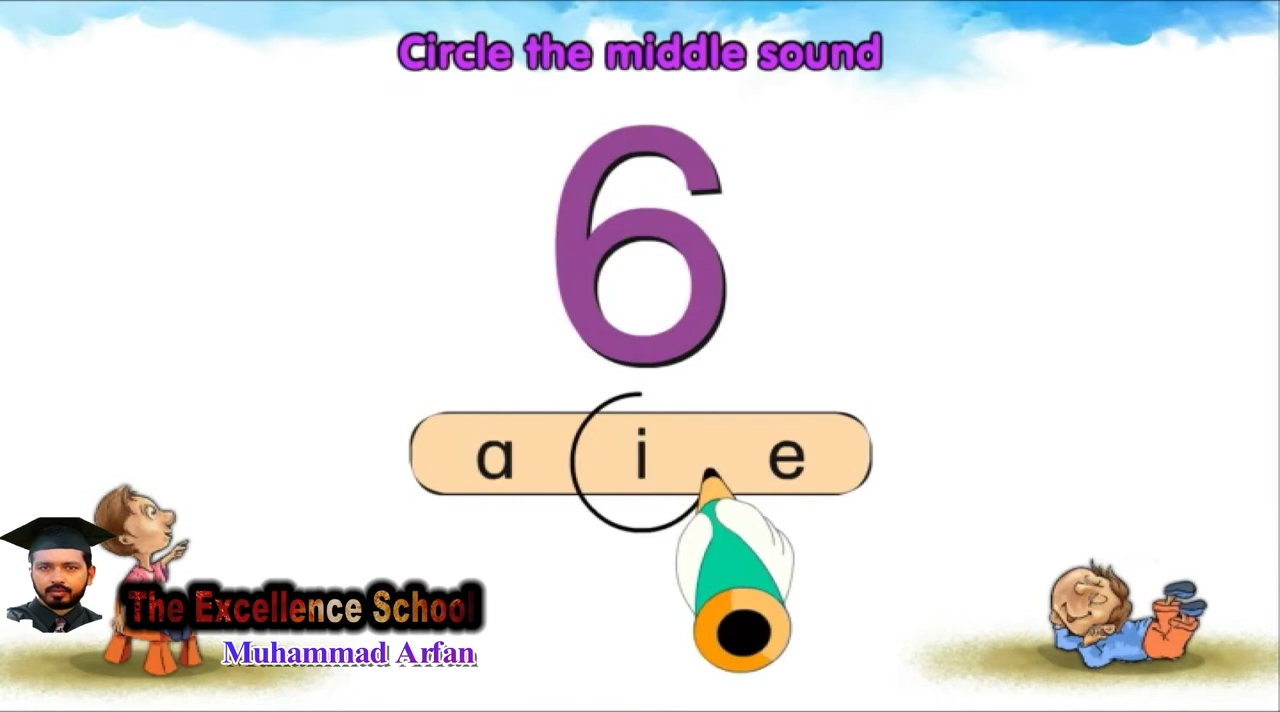 Circle the middle sound
6
a i e
The Excellence School
Muhammad Arfan